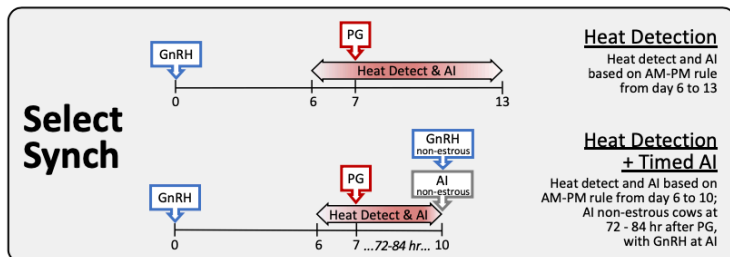 Select
Synch
GnRH
PG
Heat Detect & AI
0
6
7
13
Heat Detection
Heat detect and AI
based on AM-PM rule
from day 6 to 13
GnRH
PG
GnRH
non-estrous
AI
non-estrous
Heat Detect & AI
0
6
7 ...72-84 hr... 10
Heat Detection
+ Timed AI
Heat detect and AI based on
AM-PM rule from day 6 to 10;
AI non-estrous cows at
72 - 84 hr after PG,
with GnRH at AI